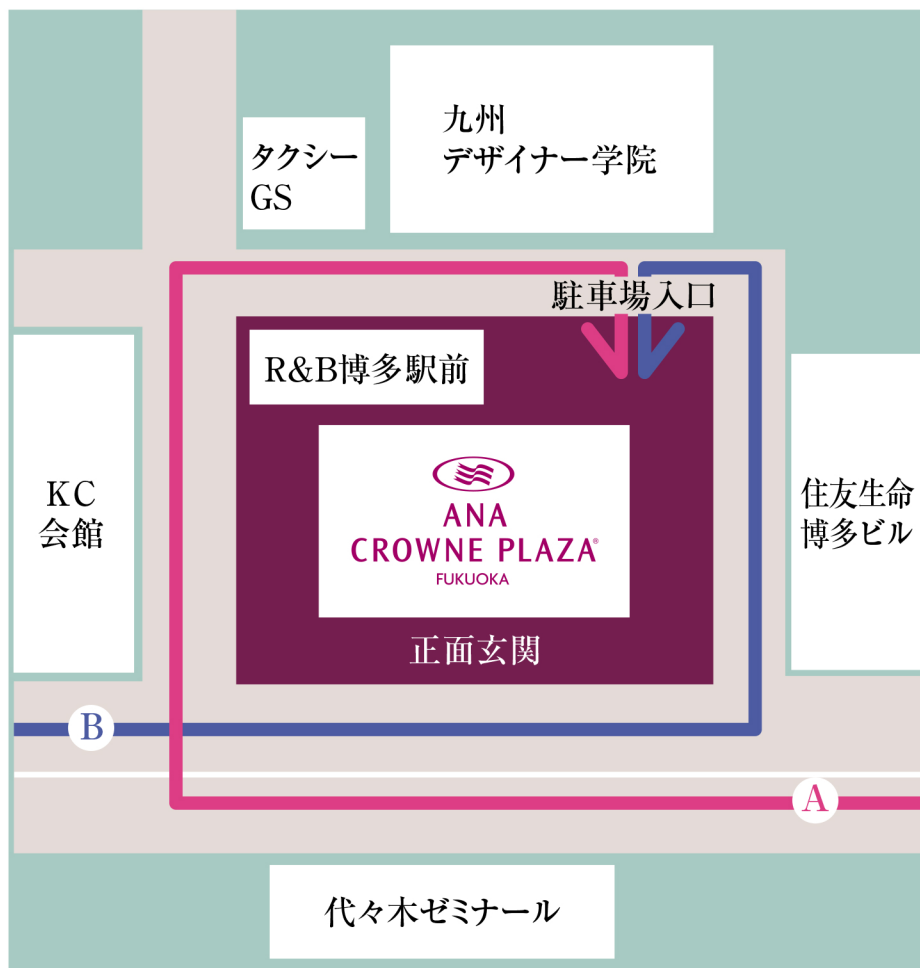 九州
デザイナー学院
タクシー
GS
駐車場入口
R&B博多駅前
KC
会館
ANA
CROWNE PLAZA®
FUKUOKA
住友生命
博多ビル
正面玄関
B
A
代々木ゼミナール